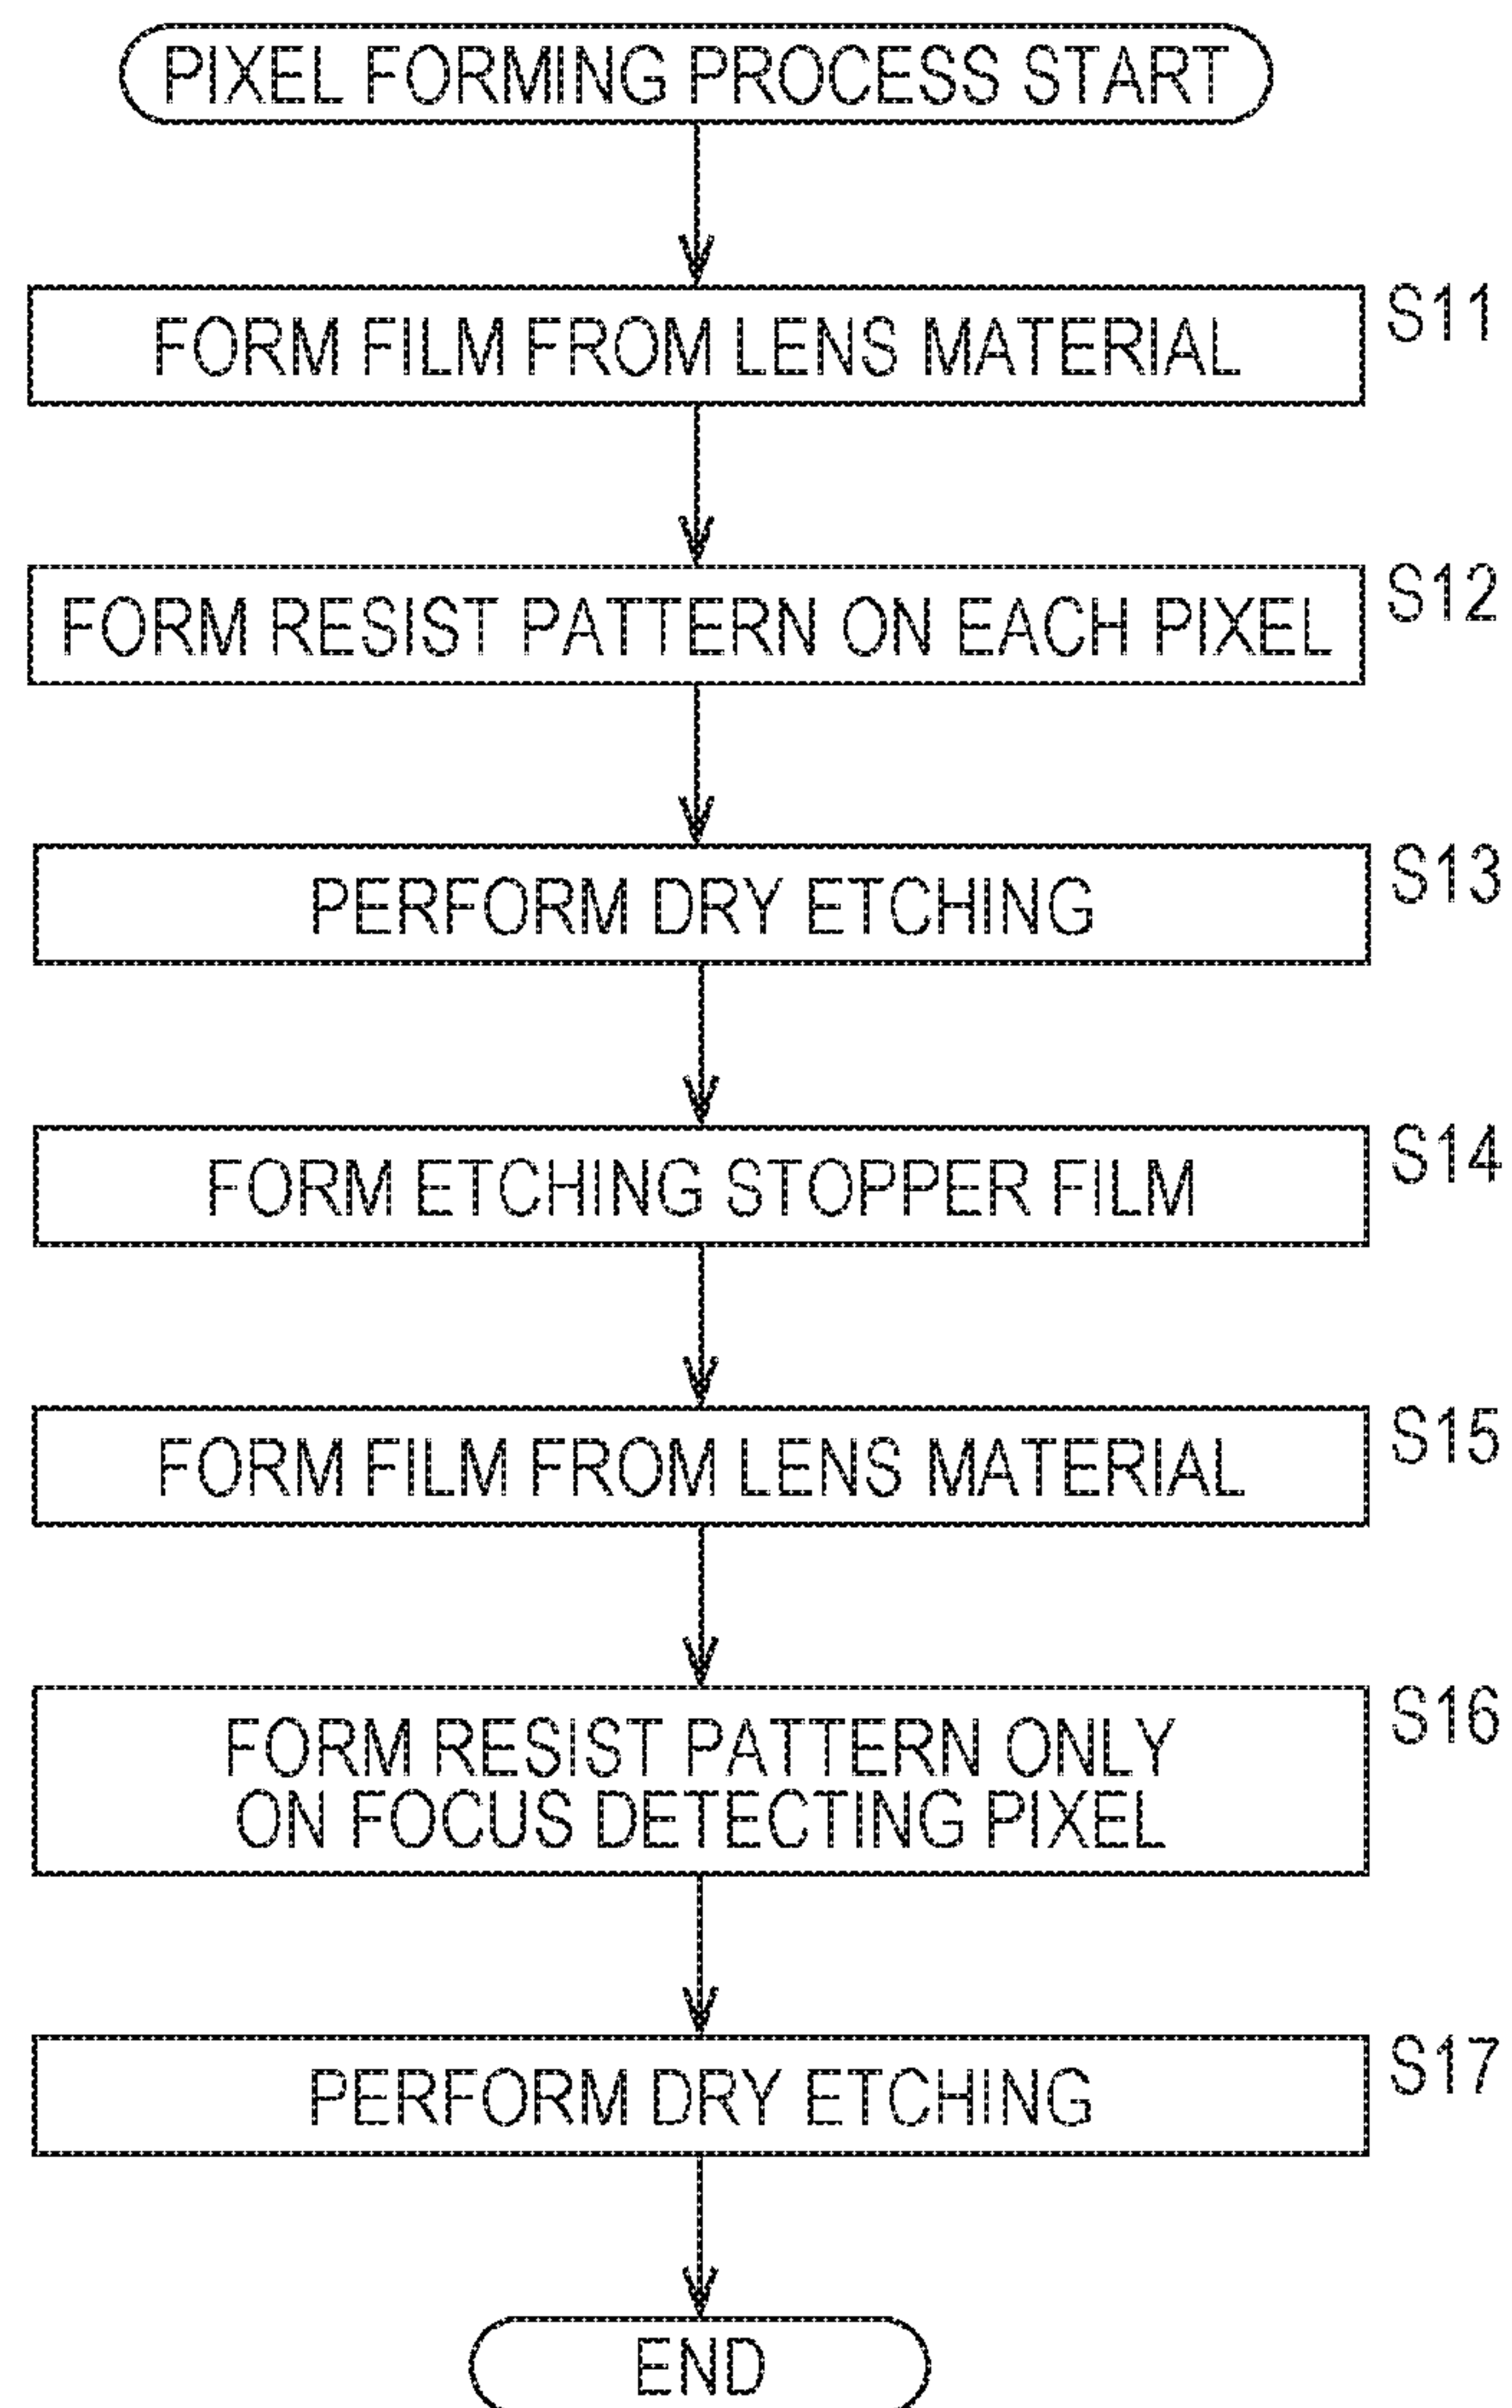 PIXEL FORMING PROCESS START
FORM FILM FROM LENS MATERIAL
S11
FORM RESIST PATTERN ON EACH PIXEL
S12
PERFORM DRY ETCHING
S13
FORM ETCHING STOPPER FILM
S14
FORM FILM FROM LENS MATERIAL
S15
FORM RESIST PATTERN ONLY
ON FOCUS DETECTING PIXEL
S16
PERFORM DRY ETCHING
S17
END